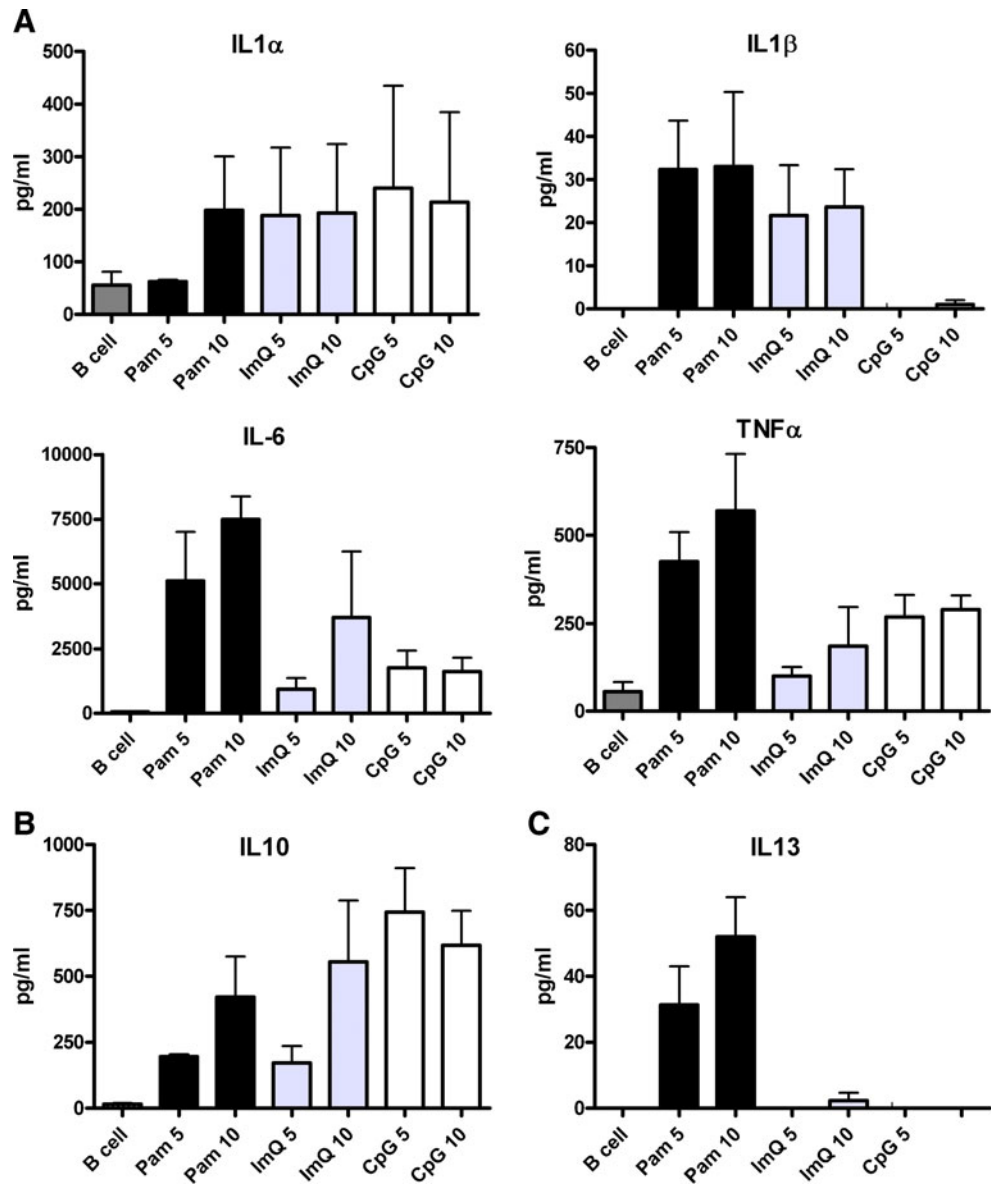 A
IL1α
pg/ml
500
400
300
200
100
0
B cell
Pam 5
Pam 10
ImQ 5
ImQ 10
CpG 5
CpG 10
IL1β
pg/ml
60
50
40
30
20
10
0
B cell
Pam 5
Pam 10
ImQ 5
ImQ 10
CpG 5
CpG 10
IL-6
pg/ml
10000
7500
5000
2500
0
B cell
Pam 5
Pam 10
ImQ 5
ImQ 10
CpG 5
CpG 10
TNFα
pg/ml
750
500
250
0
B cell
Pam 5
Pam 10
ImQ 5
ImQ 10
CpG 5
CpG 10
B
IL10
pg/ml
1000
750
500
250
0
B cell
Pam 5
Pam 10
ImQ 5
ImQ 10
CpG 5
CpG 10
C
IL13
pg/ml
80
60
40
20
0
B cell
Pam 5
Pam 10
ImQ 5
ImQ 10
CpG 5